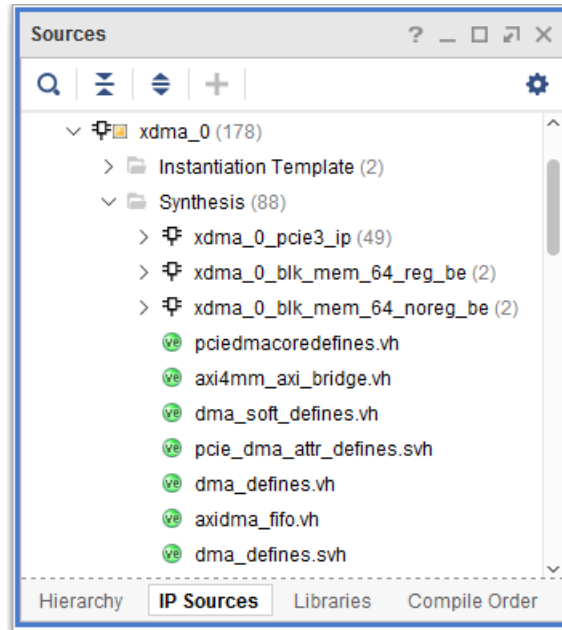 Sources
xdma_0 (178)
Instantiation Template (2)
Synthesis (88)
xdma_0_pcie3_ip (49)
xdma_0_blk_mem_64_reg_be (2)
xdma_0_blk_mem_64_noreg_be (2)
pciedmacoredefines.vh
axi4mm_axi_bridge.vh
dma_soft_defines.vh
pcie_dma_attr_defines.svh
dma_defines.vh
axidma_fifo.vh
dma_defines.svh
Hierarchy IP Sources Libraries Compile Order